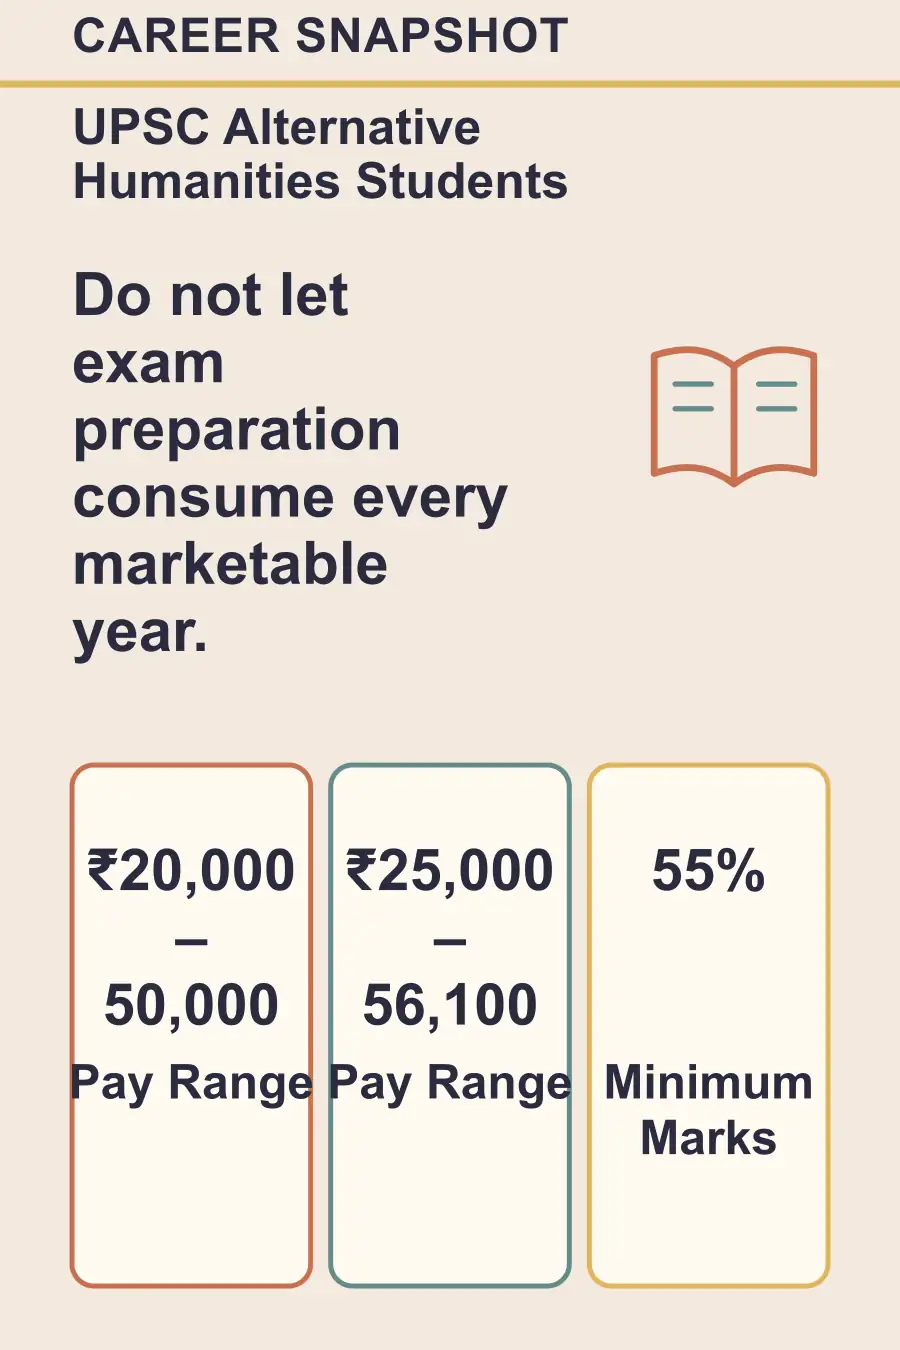 CAREER SNAPSHOT
UPSC Alternative
Humanities Students
Do not let
exam
preparation
consume every
marketable
year.
₹20,000
–
50,000
Pay Range
₹25,000
–
56,100
Pay Range
55%
Minimum
Marks